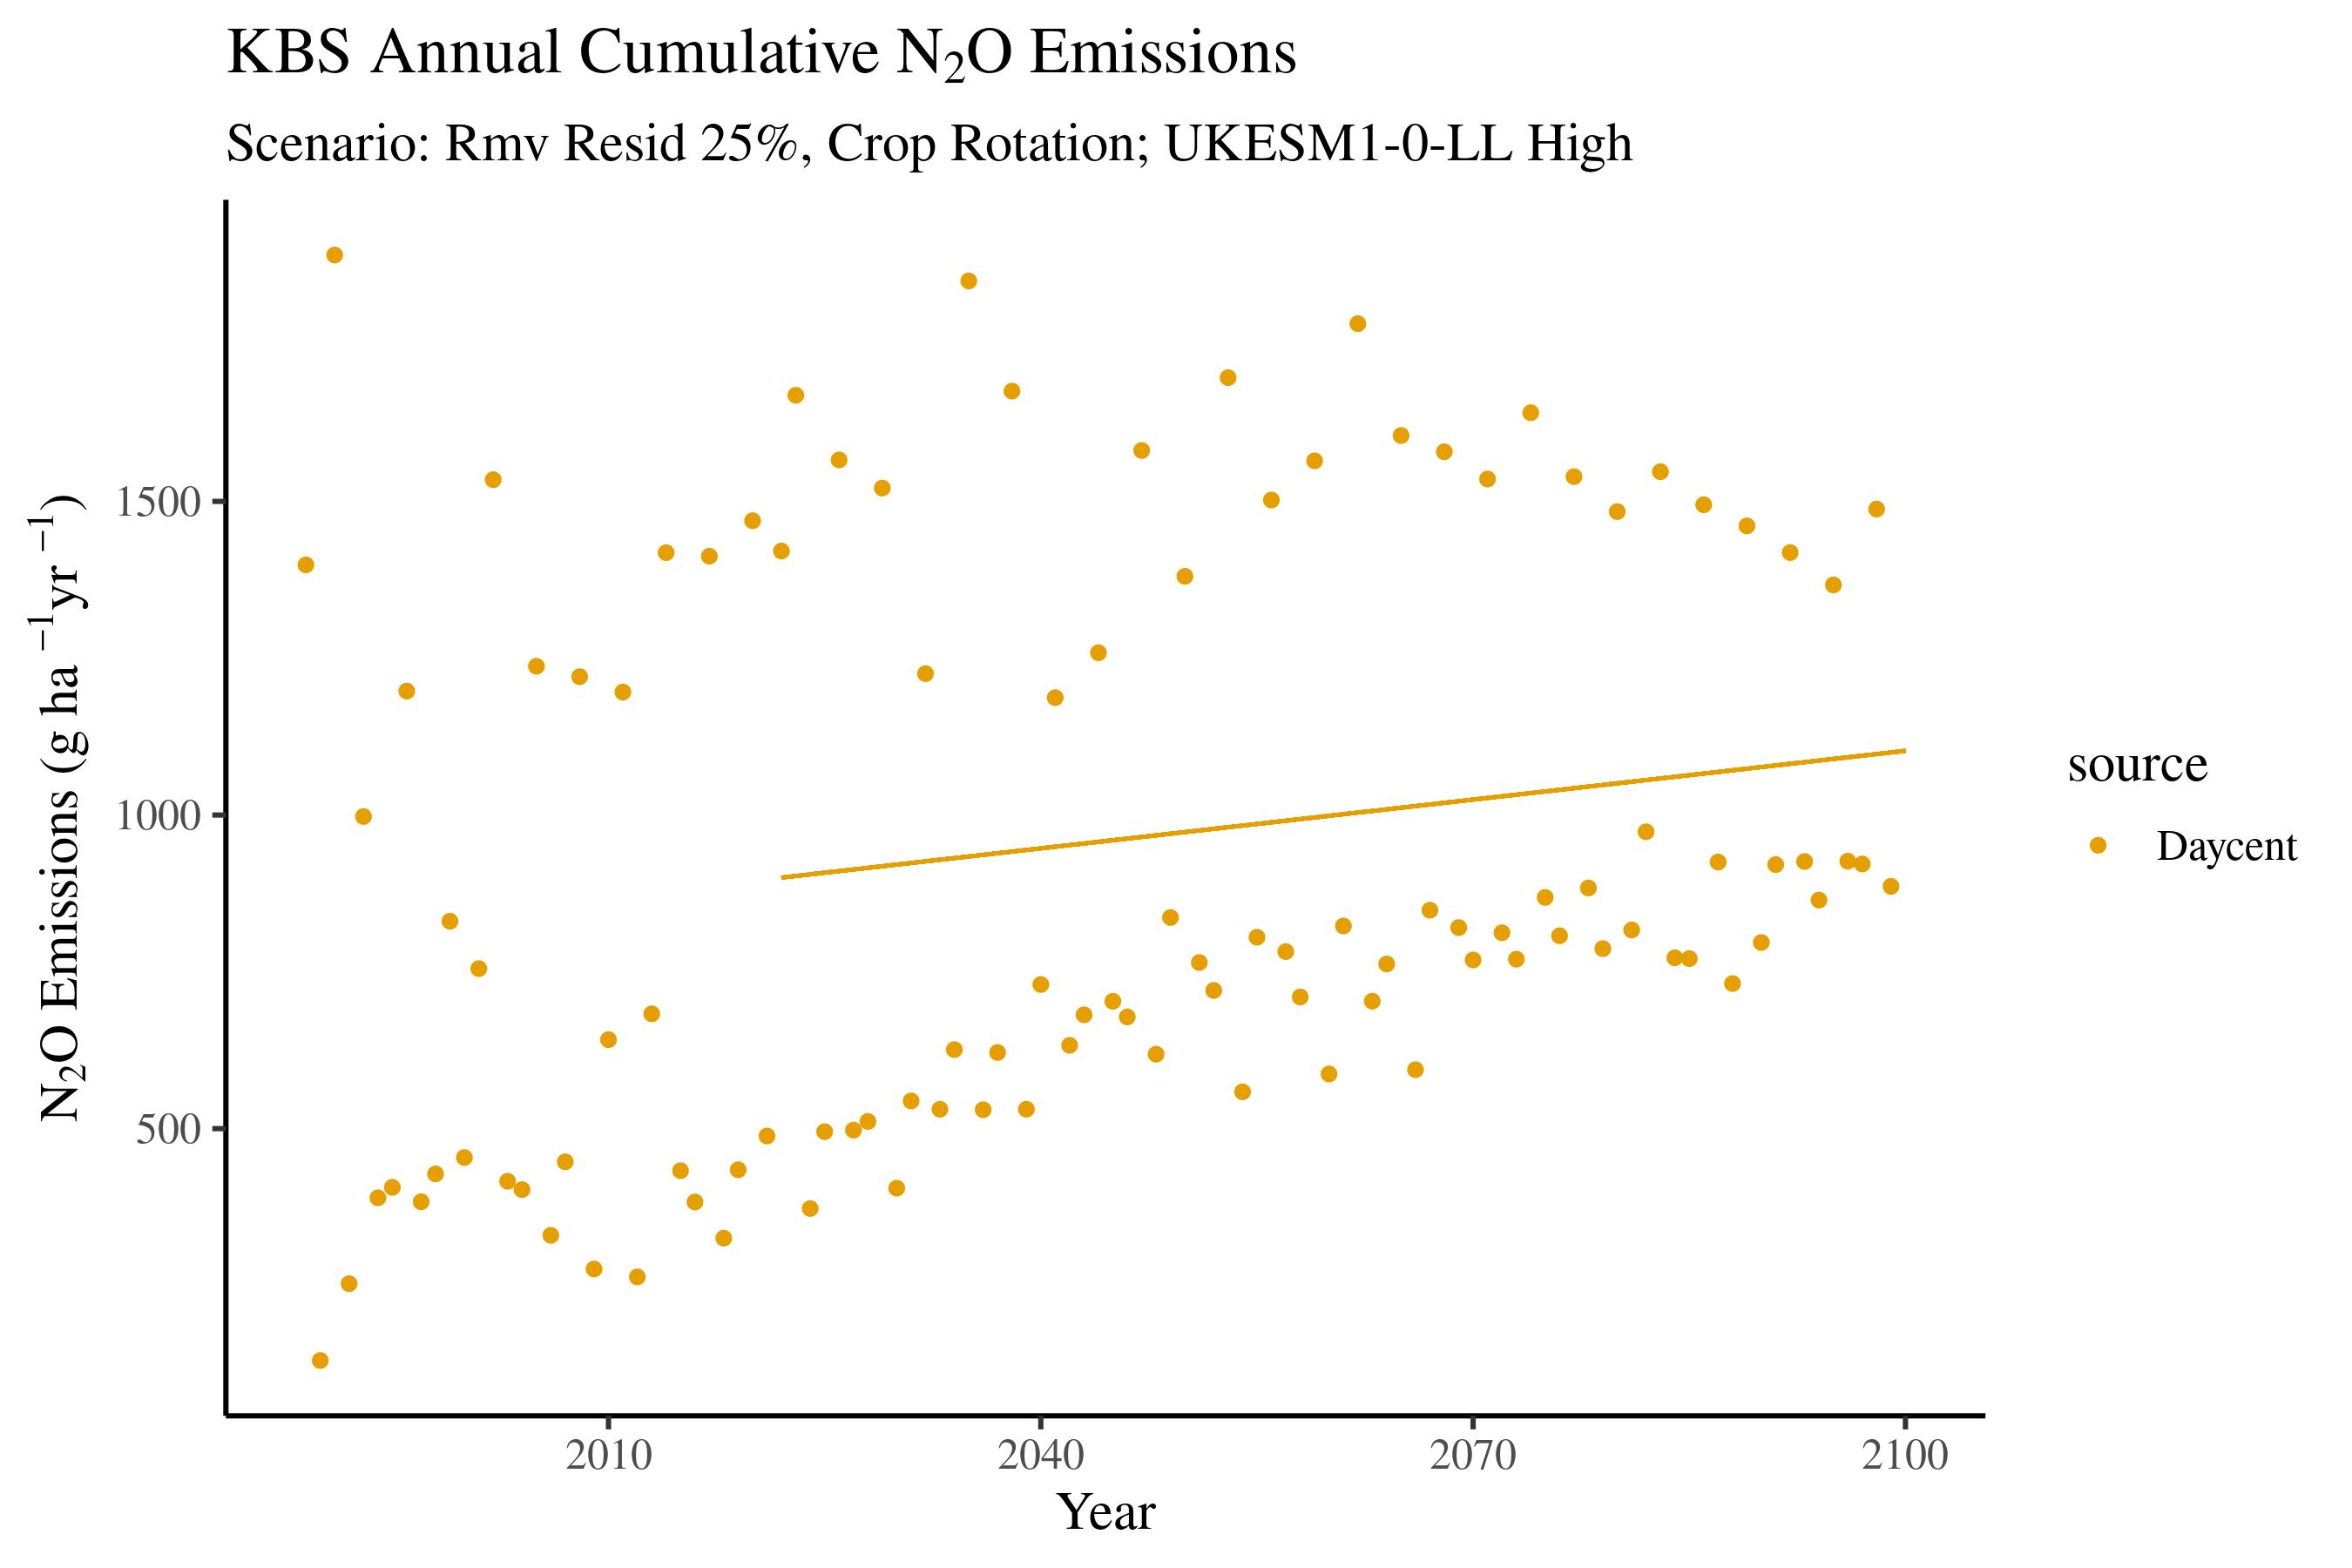 KBS Annual Cumulative N₂O Emissions
Scenario: Rmv Resid 25%, Crop Rotation; UKESM1-0-LL High
N₂O Emissions (g ha ⁻¹yr ⁻¹)
1500
1000
500
2010 2040 2070 2100
Year
source
Daycent